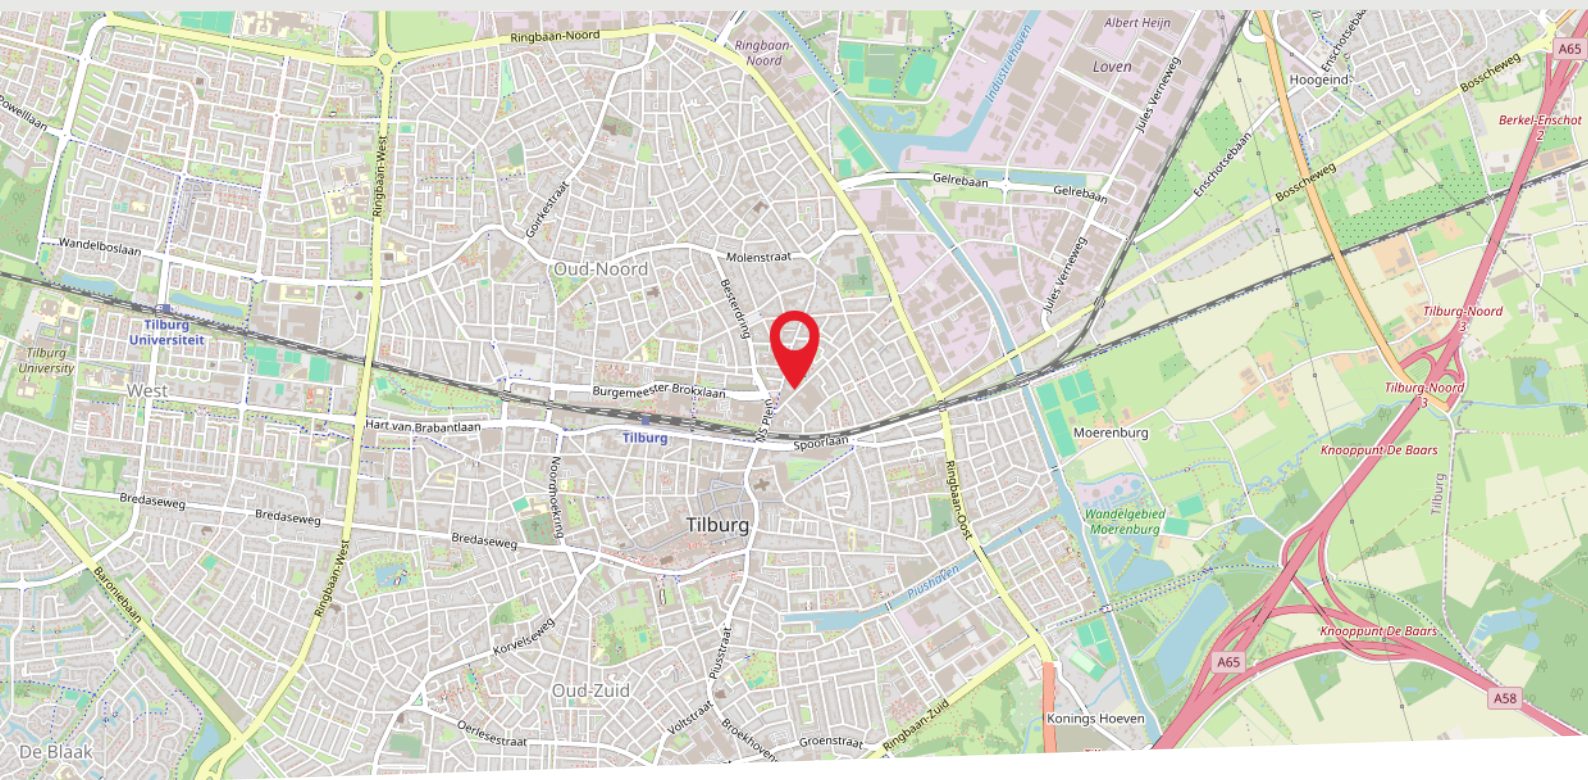 Albert Heijn
Ringbaan-Noord
Ringbaan-
Noord
A65
Enschotsebaan
Hoogeind
Bosscheweg
Loven
Industriehaven
Jules Verneweg
Powelllaan
Berkel-Enschot
2
Ringbaan-West
Gelrebaan
Gelrebaan
Enschotsebaan
Bosscheweg
Goirkestraat
Wandelboslaan
Oud-Noord
Molenstraat
Jules Verneweg
Besterdring
Tilburg
Universiteit
Tilburg-Noord
3
Tilburg
University
West
Burgemeester Brokxlaan
Tilburg-Noord
3
Hart van Brabantlaan
NS Plein
Tilburg
Spoorlaan
Moerenburg
Knooppunt De Baars
Noordhoekring
Ringbaan-Oost
Tilburg
Bredaseweg
Bredaseweg
Tilburg
Wandelgebied
Moerenburg
Bredaseweg
Ringbaan-West
Baroniebaan
Piushaven
Korvelseweg
Piusstraat
Knooppunt De Baars
A65
Oud-Zuid
A58
Voltstraat
Ringbaan-Zuid
Konings Hoeven
Oerlesestraat
Broekhoven
Groenstraat
De Blaak